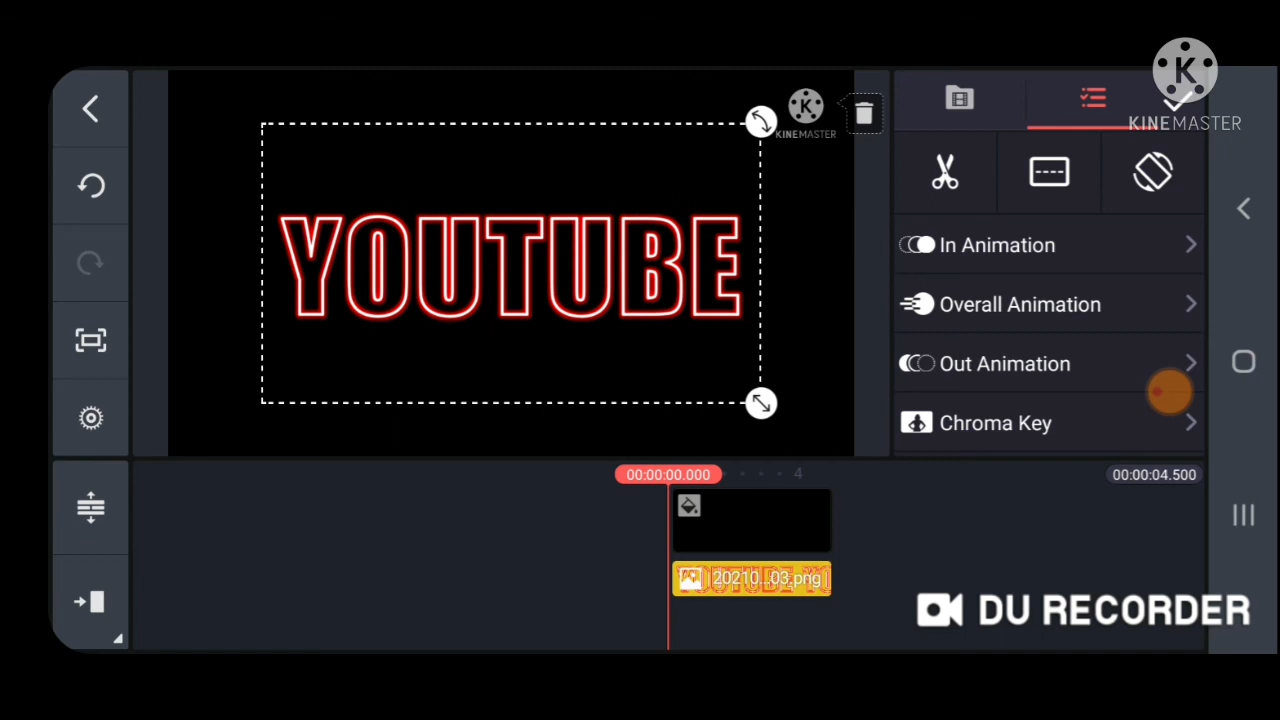 KINEMASTER
KINEMASTER
YOUTUBE
In Animation
Overall Animation
Out Animation
Chroma Key
00:00:00.000
4
00:00:04.500
20210...03.png
DU RECORDER